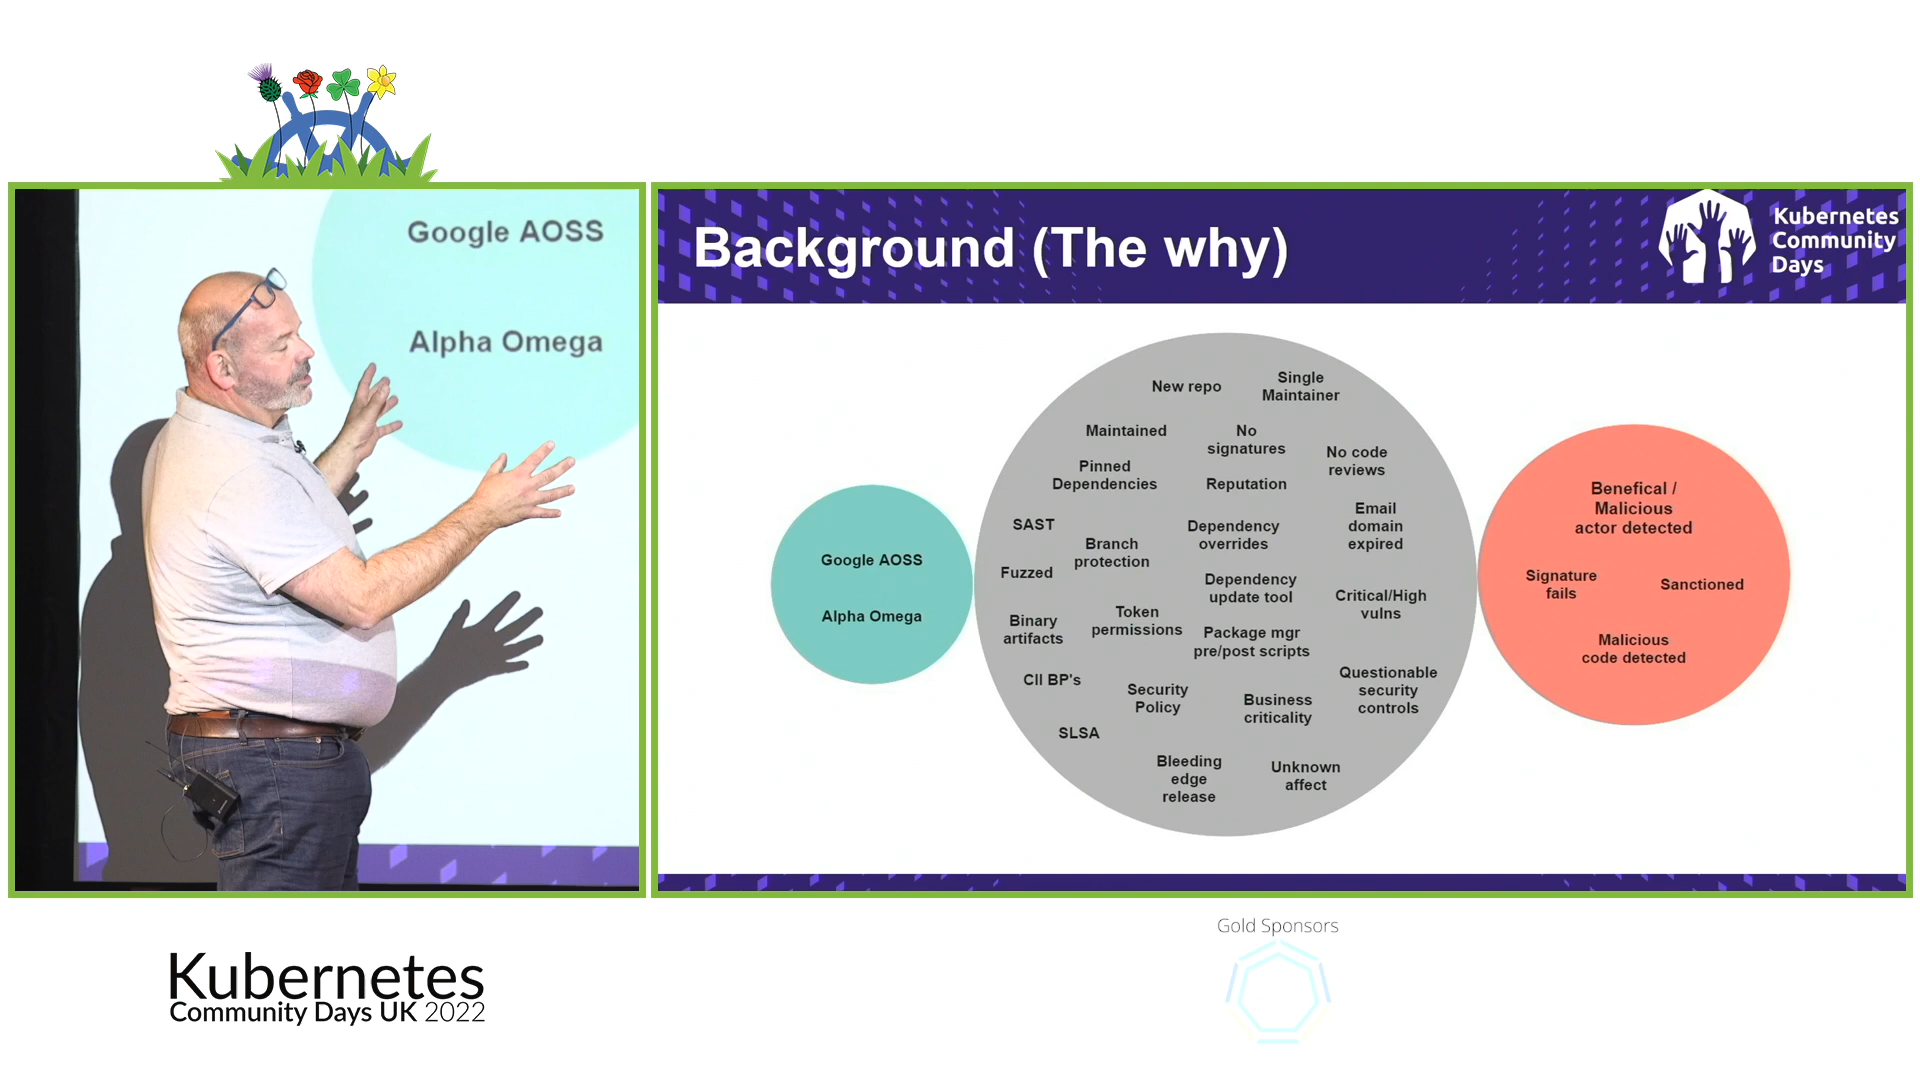 Google AOSS
Alpha Omega
Background (The why)
Kubernetes
Community
Days
Google AOSS
Alpha Omega
New repo
Single
Maintainer
Maintained
No
signatures
No code
reviews
Pinned
Dependencies
Reputation
SAST
Email
domain
expired
Dependency
overrides
Branch
protection
Fuzzed
Dependency
update tool
Critical/High
vulns
Binary
artifacts
Token
permissions
Package mgr
pre/post scripts
CII BP's
Security
Policy
Business
criticality
Questionable
security
controls
SLSA
Bleeding
edge
release
Unknown
affect
Benefical /
Malicious
actor detected
Signature
fails
Sanctioned
Malicious
code detected
Gold Sponsors
Kubernetes
Community Days UK 2022